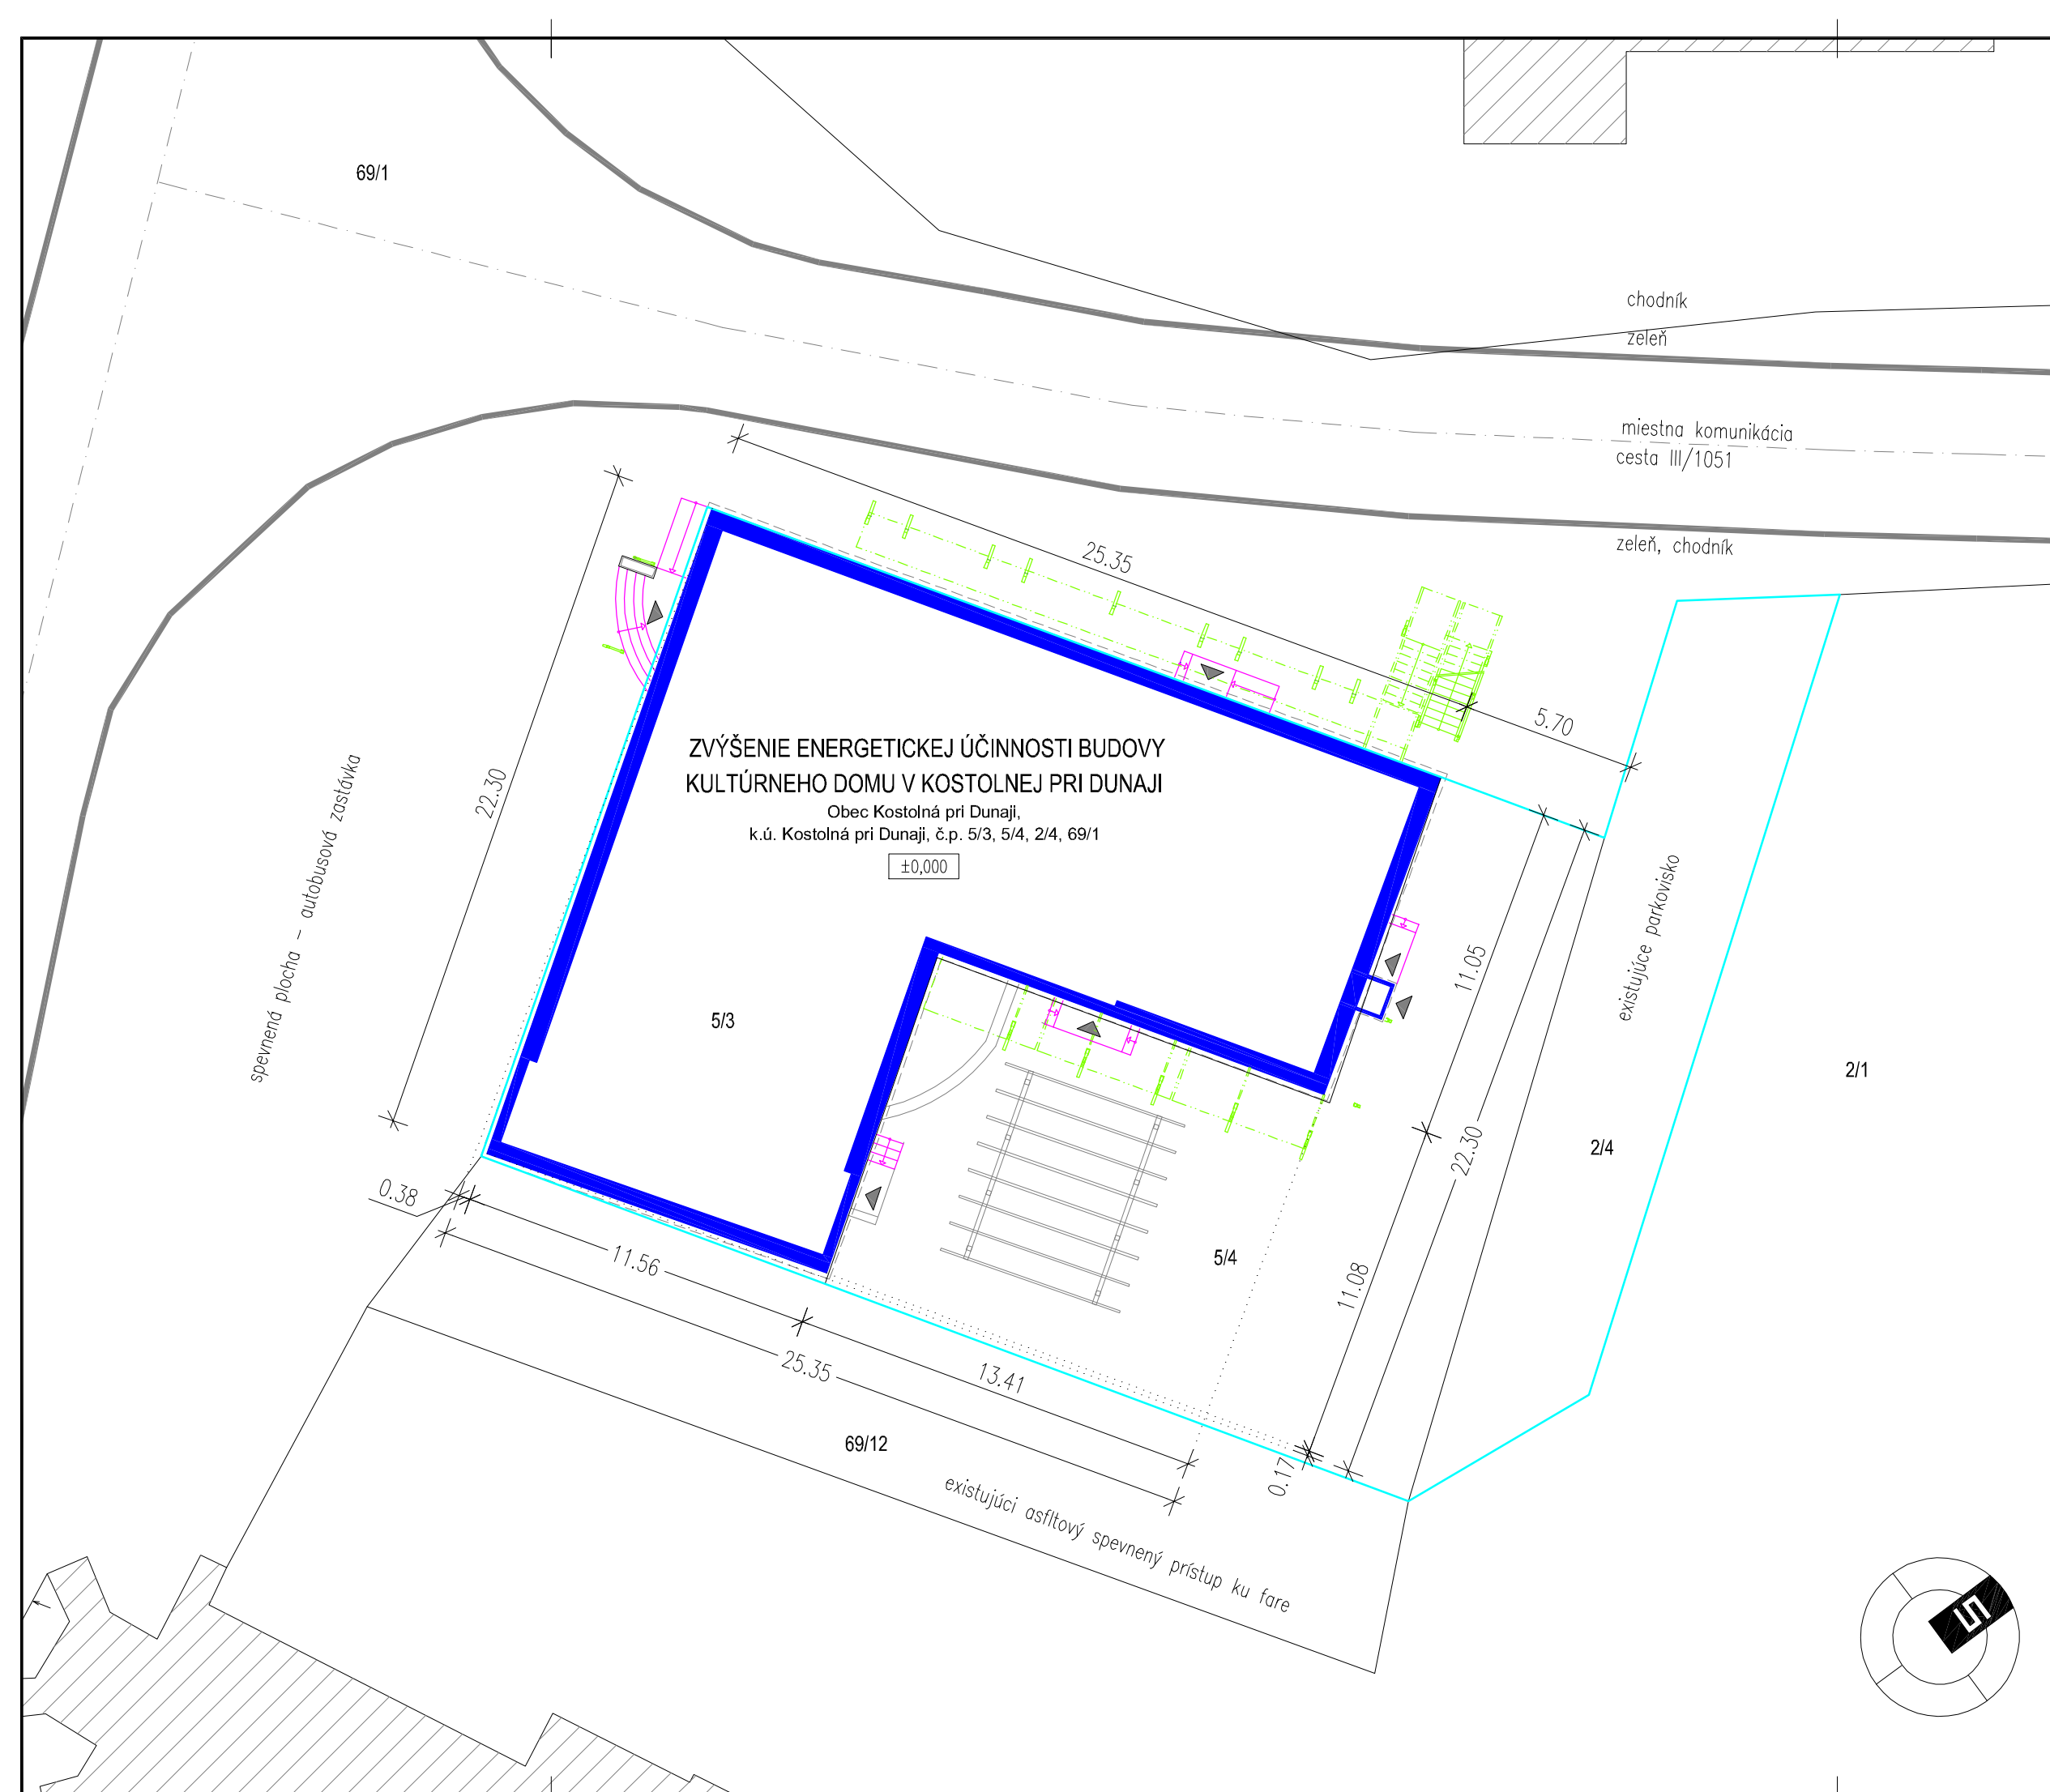 69/1
chodník
zeleň
miestna komunikácia
cesta III/1051
zeleň, chodník
25.35
5.70
22.30
spevnená plocha - autobusová zastávka
ZVÝŠENIE ENERGETICKEJ ÚČINNOSTI BUDOVY
KULTÚRNEHO DOMU V KOSTOLNEJ PRI DUNAJI
Obec Kostolná pri Dunaji,
k.ú. Kostolná pri Dunaji, č.p. 5/3, 5/4, 2/4, 69/1
±0,000
existujúce parkovisko
11.05
5/3
2/1
22.30
2/4
0.38
11.56
5/4
11.08
25.35
13.41
69/12
0.17
existujúci asfltový spevnený prístup ku fare
S